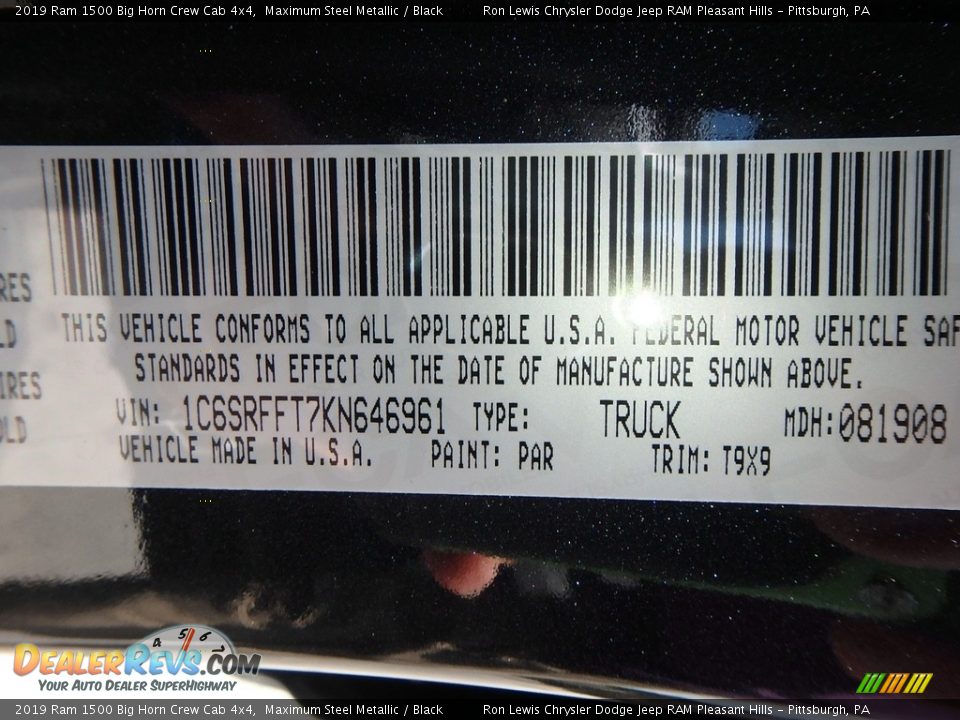 2019 Ram 1500 Big Horn Crew Cab 4x4, Maximum Steel Metallic / Black Ron Lewis Chrysler Dodge Jeep RAM Pleasant Hills - Pittsburgh, PA
RES
LD
THIS VEHICLE CONFORMS TO ALL APPLICABLE U.S.A. FEDERAL MOTOR VEHICLE SAF
IRES
STANDARDS IN EFFECT ON THE DATE OF MANUFACTURE SHOWN ABOVE.
OLD
VIN: 1C6SRFFT7KN646961 TYPE: TRUCK MDH:081908
VEHICLE MADE IN U.S.A. PAINT: PAR TRIM: T9X9
4 5 6
DEALERREVS.COM
YOUR AUTO DEALER SUPERHIGHWAY
2019 Ram 1500 Big Horn Crew Cab 4x4, Maximum Steel Metallic / Black Ron Lewis Chrysler Dodge Jeep RAM Pleasant Hills - Pittsburgh, PA